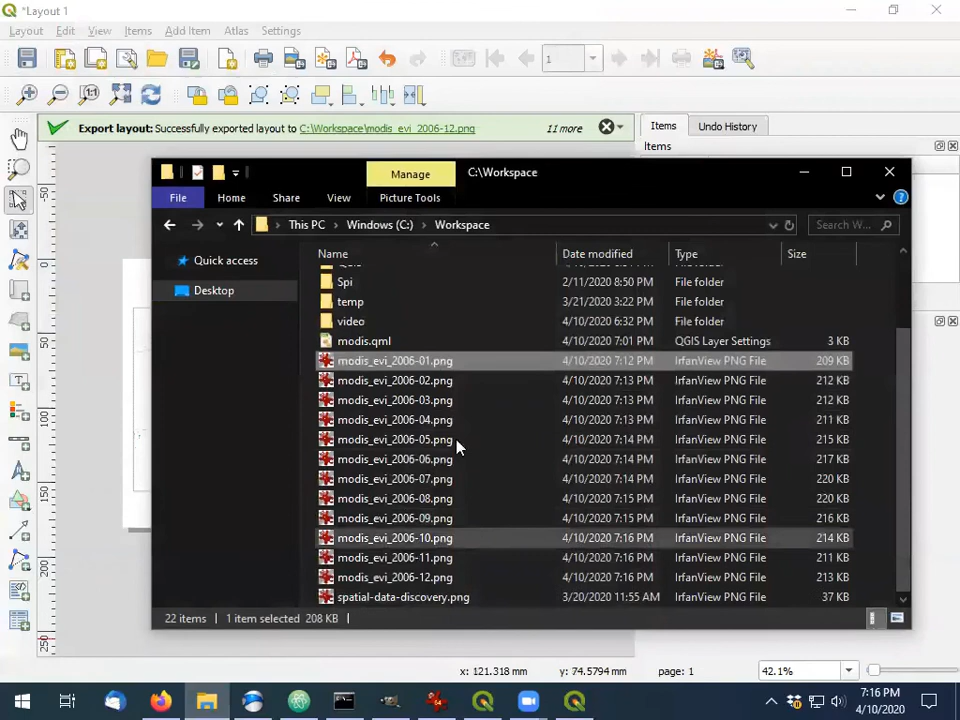 *Layout 1
Layout Edit View Items Add Item Atlas Settings
1
1:1
Export layout: Successfully exported layout to C:\Workspace\modis_evi_2006-12.png 11 more
Items Undo History
Items
Manage C:\Workspace
File Home Share View Picture Tools
This PC Windows (C:) Workspace Search W...
Name Date modified Type Size
Quick access
Desktop
Spi 2/11/2020 8:50 PM File folder
temp 3/21/2020 3:22 PM File folder
video 4/10/2020 6:32 PM File folder
modis.qml 4/10/2020 7:01 PM QGIS Layer Settings 3 KB
modis_evi_2006-01.png 4/10/2020 7:12 PM IrfanView PNG File 209 KB
modis_evi_2006-02.png 4/10/2020 7:13 PM IrfanView PNG File 212 KB
modis_evi_2006-03.png 4/10/2020 7:13 PM IrfanView PNG File 212 KB
modis_evi_2006-04.png 4/10/2020 7:13 PM IrfanView PNG File 211 KB
modis_evi_2006-05.png 4/10/2020 7:14 PM IrfanView PNG File 215 KB
modis_evi_2006-06.png 4/10/2020 7:14 PM IrfanView PNG File 217 KB
modis_evi_2006-07.png 4/10/2020 7:14 PM IrfanView PNG File 220 KB
modis_evi_2006-08.png 4/10/2020 7:15 PM IrfanView PNG File 220 KB
modis_evi_2006-09.png 4/10/2020 7:15 PM IrfanView PNG File 216 KB
modis_evi_2006-10.png 4/10/2020 7:16 PM IrfanView PNG File 214 KB
modis_evi_2006-11.png 4/10/2020 7:16 PM IrfanView PNG File 211 KB
modis_evi_2006-12.png 4/10/2020 7:16 PM IrfanView PNG File 213 KB
spatial-data-discovery.png 3/20/2020 11:55 AM IrfanView PNG File 37 KB
22 items 1 item selected 208 KB
-50
0
50
100
150
200
250
x: 121.318 mm y: 74.5794 mm page: 1 42.1%
7:16 PM
4/10/2020